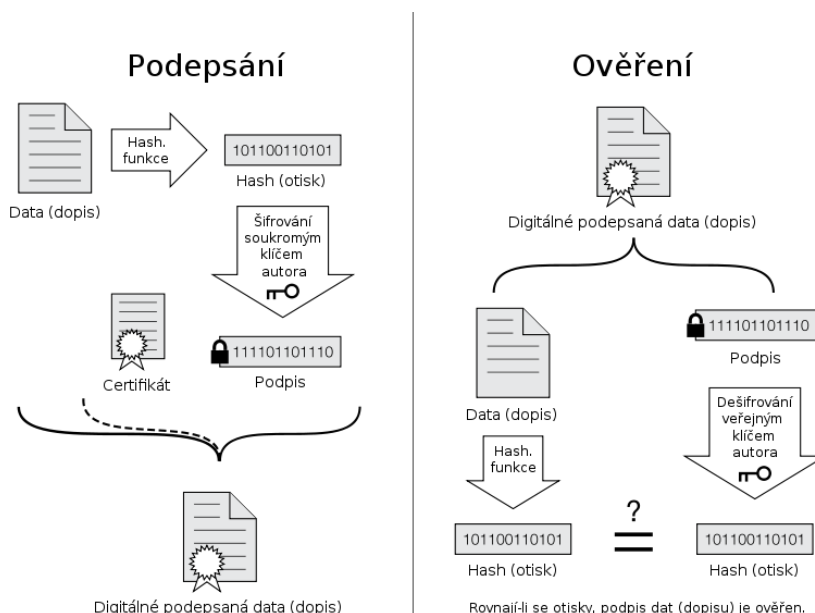 Podepsání
Hash.
funkce
101100110101
Hash (otisk)
Data (dopis)
Šifrování
soukromým
klíčem
autora
111101101110
Certifikát
Podpis
Digitálné podepsaná data (dopis)
Ověření
Digitálné podepsaná data (dopis)
111101101110
Podpis
Data (dopis)
Dešifrování
veřejným
klíčem
autora
Hash.
funkce
?
=
101100110101
101100110101
Hash (otisk)
Hash (otisk)
Rovnají-li se otisky, podpis dat (dopisu) je ověřen.